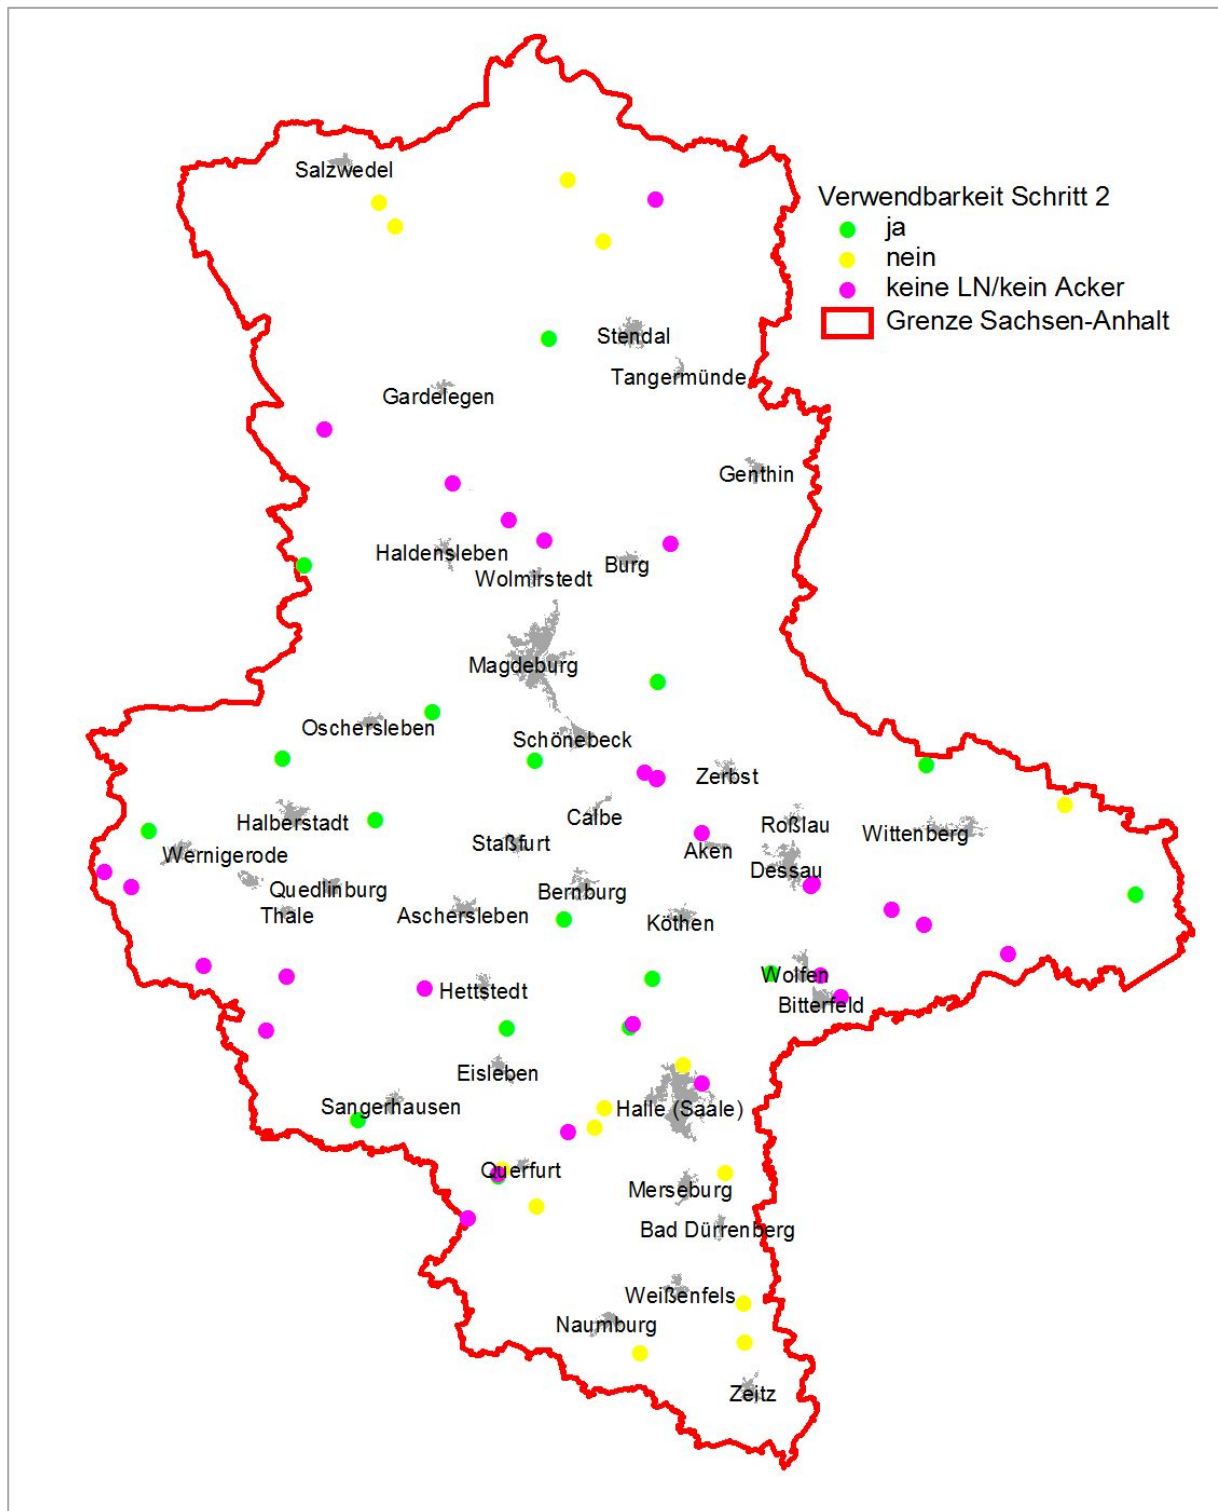 Salzwedel
Verwendbarkeit Schritt 2
ja
nein
keine LN/kein Acker
Grenze Sachsen-Anhalt
Stendal
Tangermünde
Gardelegen
Genthin
Haldensleben
Wolmirstedt
Burg
Magdeburg
Oschersleben
Schönebeck
Zerbst
Halberstadt
Calbe
Roßlau
Wittenberg
Staßfurt
Aken
Wernigerode
Dessau
Quedlinburg
Bernburg
Thale
Aschersleben
Köthen
Wolfen
Hettstedt
Bitterfeld
Eisleben
Sangerhausen
Halle (Saale)
Querfurt
Merseburg
Bad Dürrenberg
Weißenfels
Naumburg
Zeitz